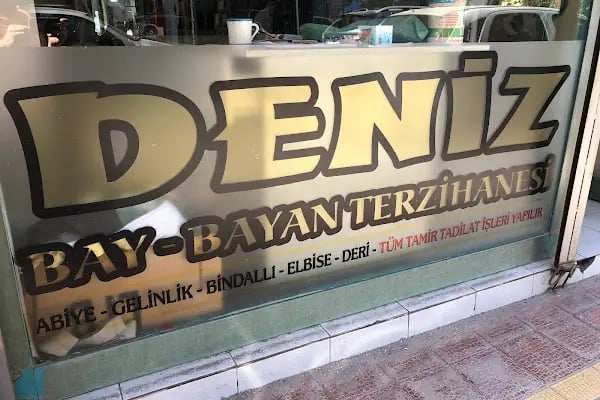 DENİZ
BAY - BAYAN TERZİHANESİ
ABİYE - GELİNLİK - BİNDALLI - ELBİSE - DERİ - TÜM TAMİR TADİLAT İŞLERİ YAPILIR